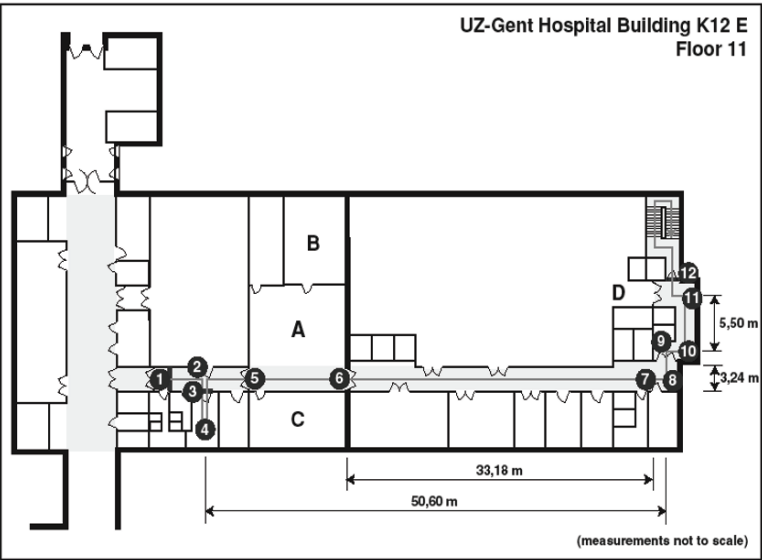 UZ-Gent Hospital Building K12 E
Floor 11
B
12
D
11
A
5,50 m
9
10
2
1
5
6
7
8
3,24 m
3
C
4
33,18 m
50,60 m
(measurements not to scale)